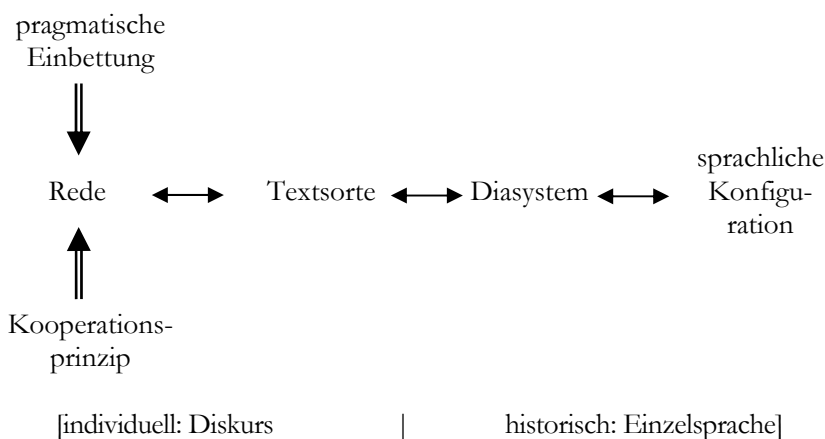 pragmatische
Einbettung
Rede
Textsorte
Diasystem
sprachliche
Konfigu-
ration
Kooperations-
prinzip
[individuell: Diskurs | historisch: Einzelsprache]